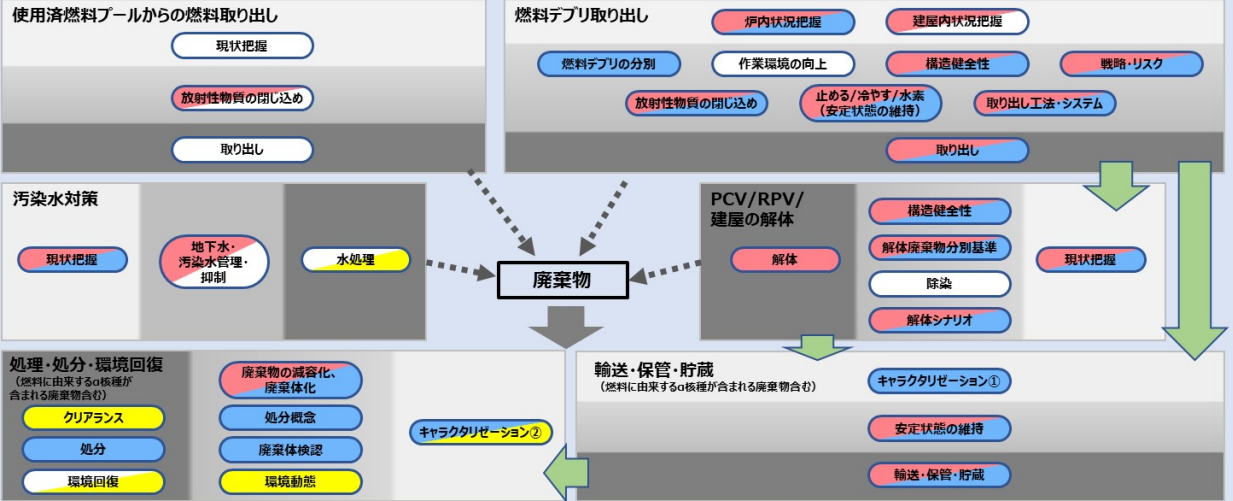 使用済燃料プールからの燃料取り出し
現状把握
放射性物質の閉じ込め
取り出し
燃料デブリ取り出し
炉内状況把握
建屋内状況把握
燃料デブリの分別
作業環境の向上
構造健全性
戦略・リスク
放射性物質の閉じ込め
止める/冷やす/水素
(安定状態の維持)
取り出し工法・システム
取り出し
汚染水対策
現状把握
地下水・
汚染水管理・
抑制
水処理
廃棄物
PCV/RPV/
建屋の解体
解体
構造健全性
解体廃棄物分別基準
除染
解体シナリオ
現状把握
処理・処分・環境回復
(燃料に由来するα核種が
含まれる廃棄物含む)
クリアランス
処分
環境回復
廃棄物の減容化、
廃棄体化
処分概念
廃棄体検認
環境動態
キャラクタリゼーション②
輸送・保管・貯蔵
(燃料に由来するα核種が含まれる廃棄物含む)
キャラクタリゼーション①
安定状態の維持
輸送・保管・貯蔵